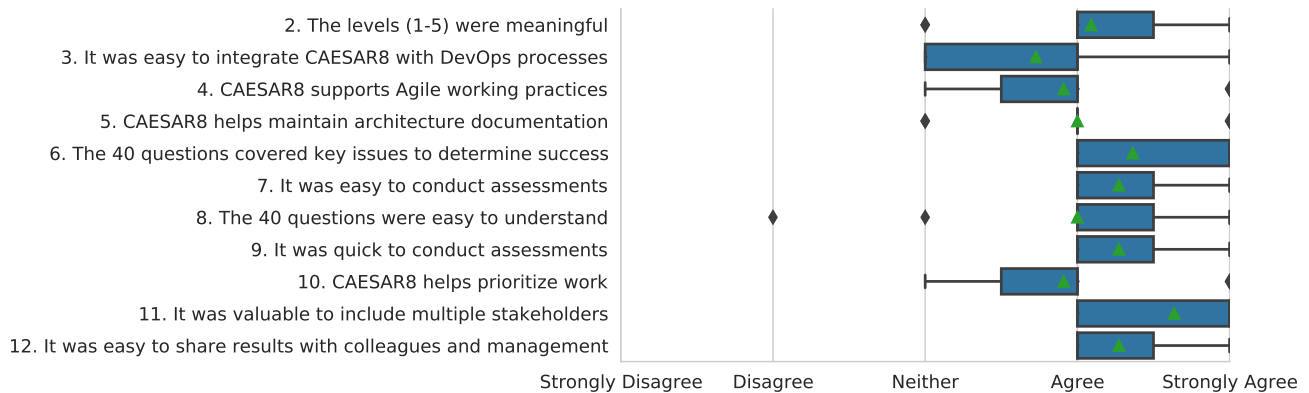 2. The levels (1-5) were meaningful
3. It was easy to integrate CAESAR8 with DevOps processes
4. CAESAR8 supports Agile working practices
5. CAESAR8 helps maintain architecture documentation
6. The 40 questions covered key issues to determine success
7. It was easy to conduct assessments
8. The 40 questions were easy to understand
9. It was quick to conduct assessments
10. CAESAR8 helps prioritize work
11. It was valuable to include multiple stakeholders
12. It was easy to share results with colleagues and management
Strongly Disagree Disagree Neither Agree Strongly Agree